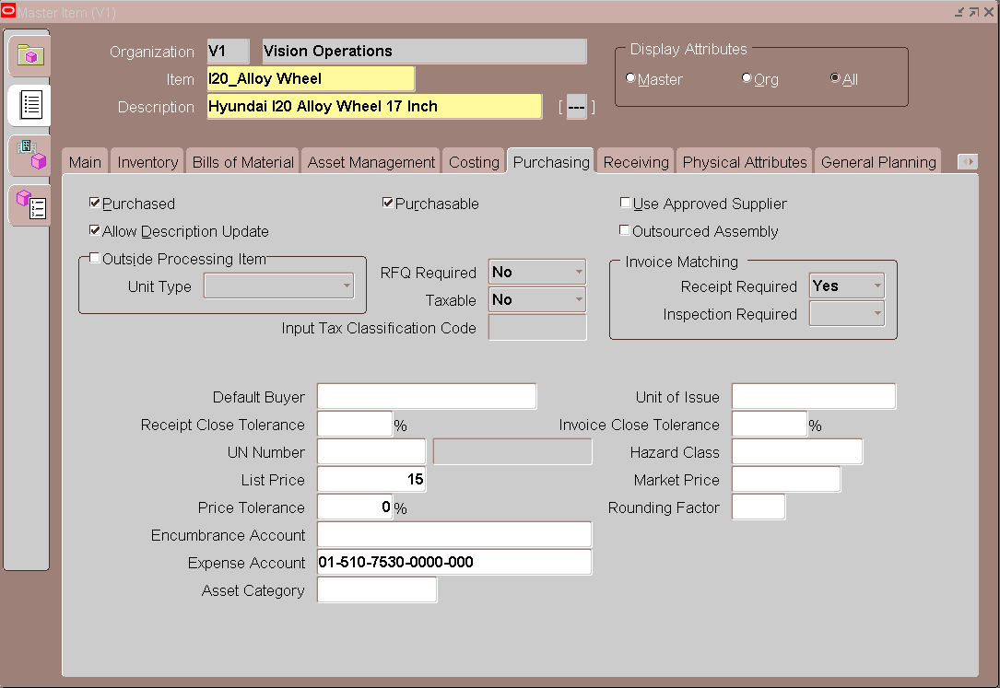 Master Item (V1)
Organization V1 Vision Operations
Display Attributes
Item I20_Alloy Wheel
Master Org All
Description Hyundai I20 Alloy Wheel 17 Inch [ --- ]
Main Inventory Bills of Material Asset Management Costing Purchasing Receiving Physical Attributes General Planning
Purchased Purchasable Use Approved Supplier
Allow Description Update Outsourced Assembly
Outside Processing Item Invoice Matching
RFQ Required No
Unit Type Receipt Required Yes
Taxable No
Inspection Required
Input Tax Classification Code
Default Buyer Unit of Issue
Receipt Close Tolerance % Invoice Close Tolerance %
UN Number Hazard Class
List Price 15 Market Price
Price Tolerance 0 % Rounding Factor
Encumbrance Account
Expense Account 01-510-7530-0000-000
Asset Category